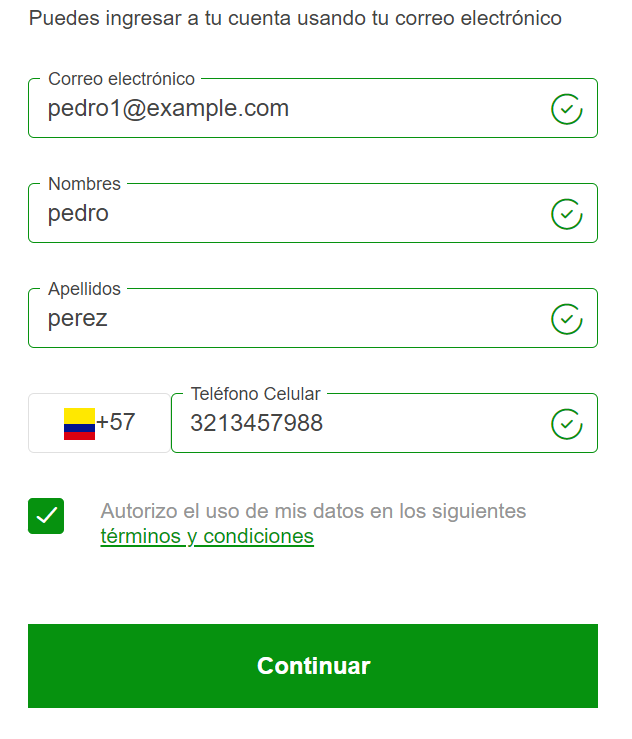 Puedes ingresar a tu cuenta usando tu correo electrónico
Correo electrónico
pedro1@example.com
Nombres
pedro
Apellidos
perez
Teléfono Celular
+57 3213457988
Autorizo el uso de mis datos en los siguientes
términos y condiciones
Continuar